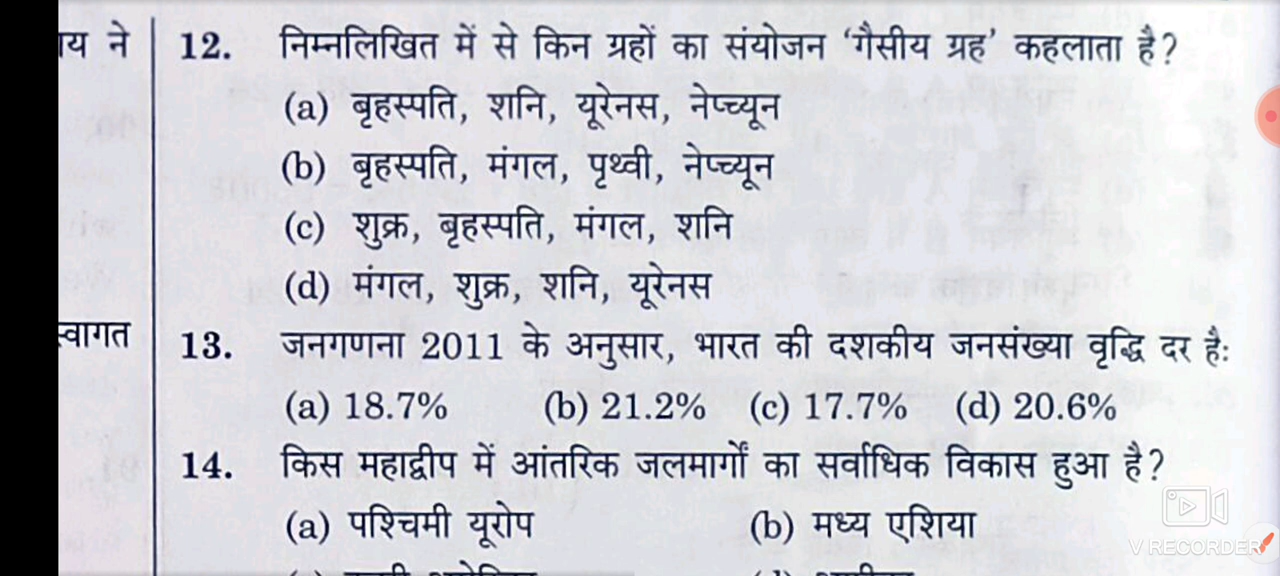 ाय ने
12. निम्नलिखित में से किन ग्रहों का संयोजन ‘गैसीय ग्रह’ कहलाता है?
(a) बृहस्पति, शनि, यूरेनस, नेप्च्यून
(b) बृहस्पति, मंगल, पृथ्वी, नेप्च्यून
(c) शुक्र, बृहस्पति, मंगल, शनि
(d) मंगल, शुक्र, शनि, यूरेनस
स्वागत
13. जनगणना 2011 के अनुसार, भारत की दशकीय जनसंख्या वृद्धि दर है:
(a) 18.7% (b) 21.2% (c) 17.7% (d) 20.6%
14. किस महाद्वीप में आंतरिक जलमार्गों का सर्वाधिक विकास हुआ है?
(a) पश्चिमी यूरोप (b) मध्य एशिया
V RECORDER